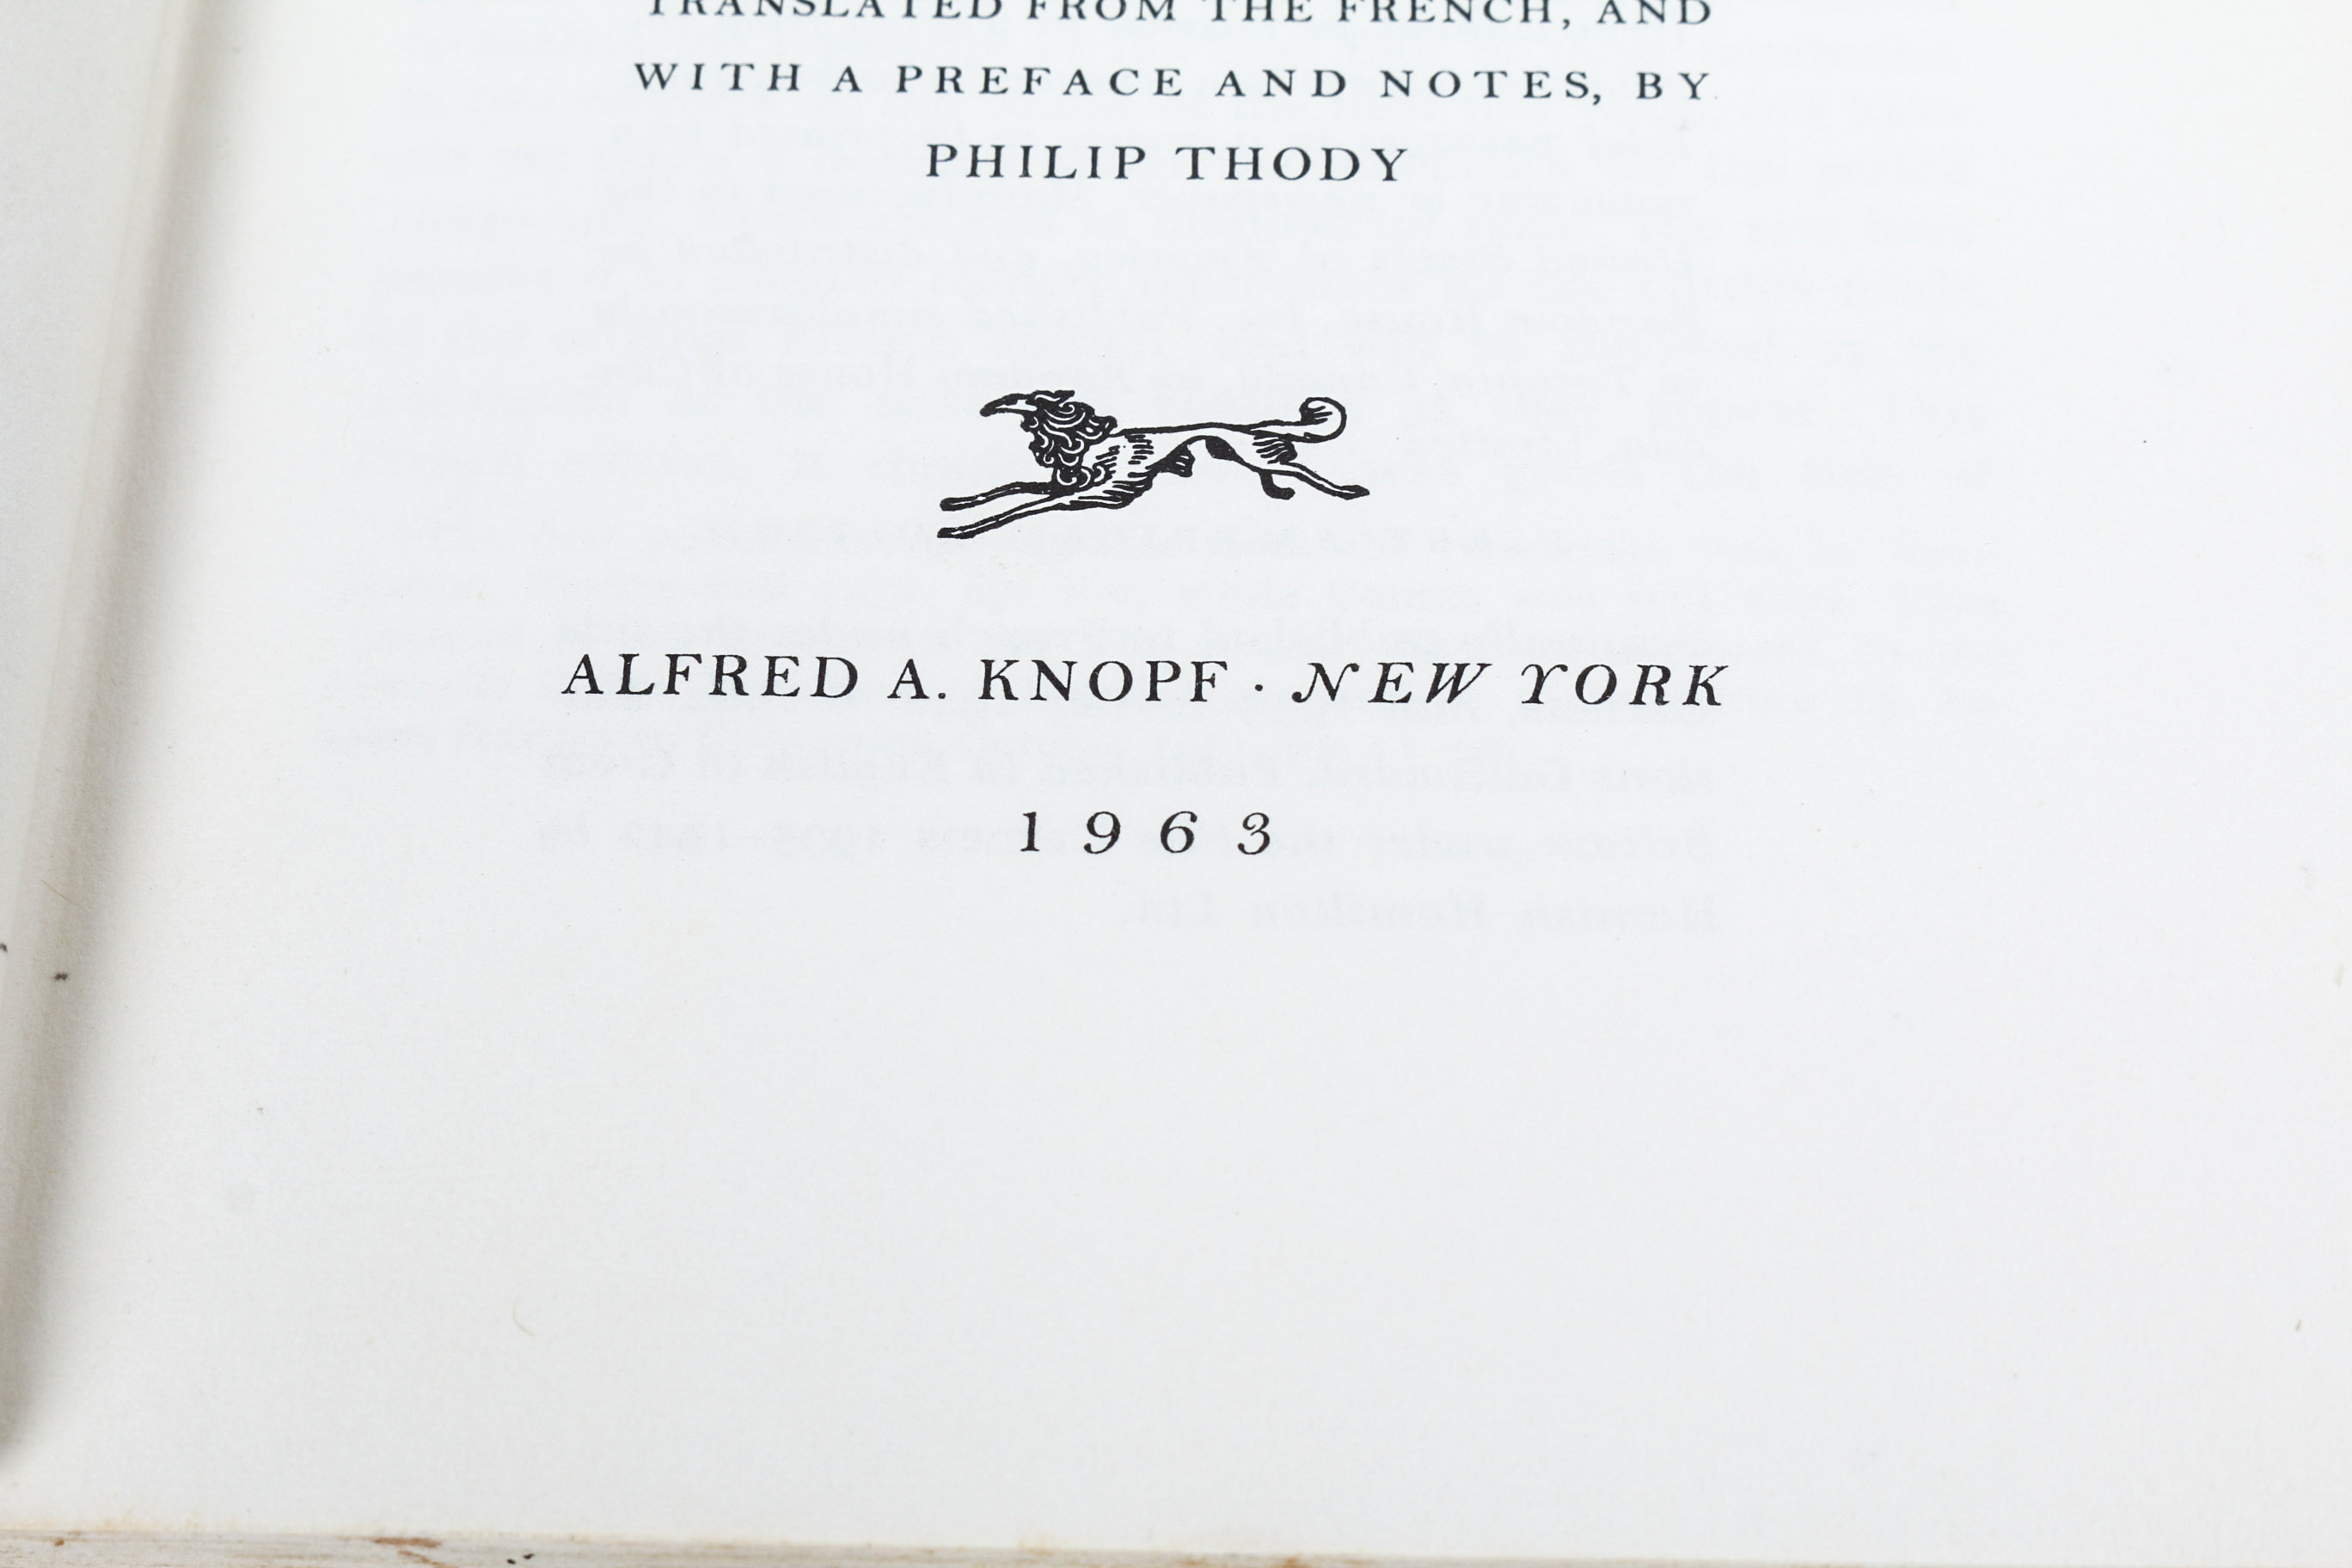 TRANSLATED FROM THE FRENCH, AND
WITH A PREFACE AND NOTES, BY
PHILIP THODY
ALFRED A. KNOPF · NEW YORK
1963